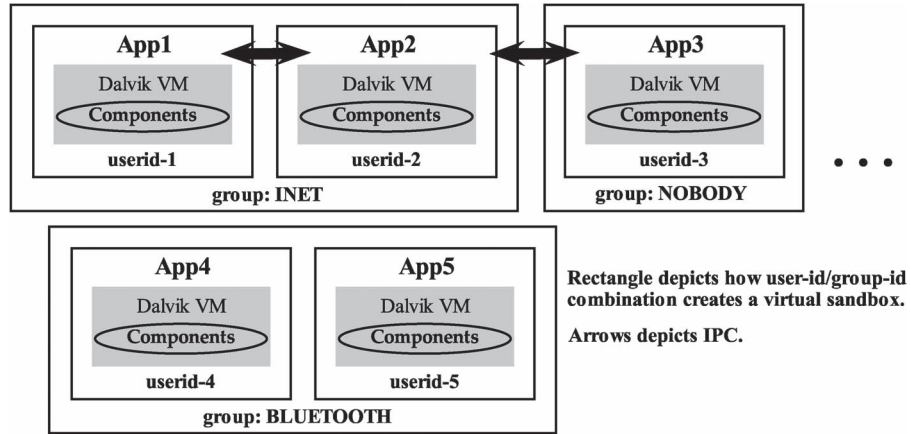 App1
Dalvik VM
Components
userid-1
App2
Dalvik VM
Components
userid-2
group: INET
App3
Dalvik VM
Components
userid-3
group: NOBODY
. . .
App4
Dalvik VM
Components
userid-4
App5
Dalvik VM
Components
userid-5
group: BLUETOOTH
Rectangle depicts how user-id/group-id
combination creates a virtual sandbox.
Arrows depicts IPC.